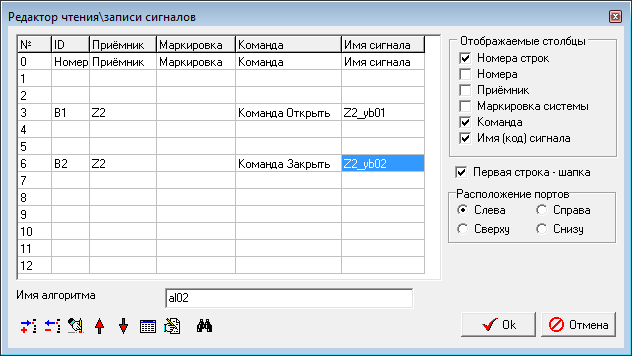 Редактор чтения\записи сигналов
№ ID Приёмник Маркировка Команда Имя сигнала
0 Номер Приёмник Маркировка Команда Имя сигнала
1
2
3 B1 Z2 Команда Открыть Z2_yb01
4
5
6 B2 Z2 Команда Закрыть Z2_yb02
7
8
9
10
11
12
Имя алгоритма al02
Отображаемые столбцы
Номера строк
Номера
Приёмник
Маркировка системы
Команда
Имя (код) сигнала
Первая строка - шапка
Расположение портов
Слева Справа
Сверху Снизу
Ok Отмена